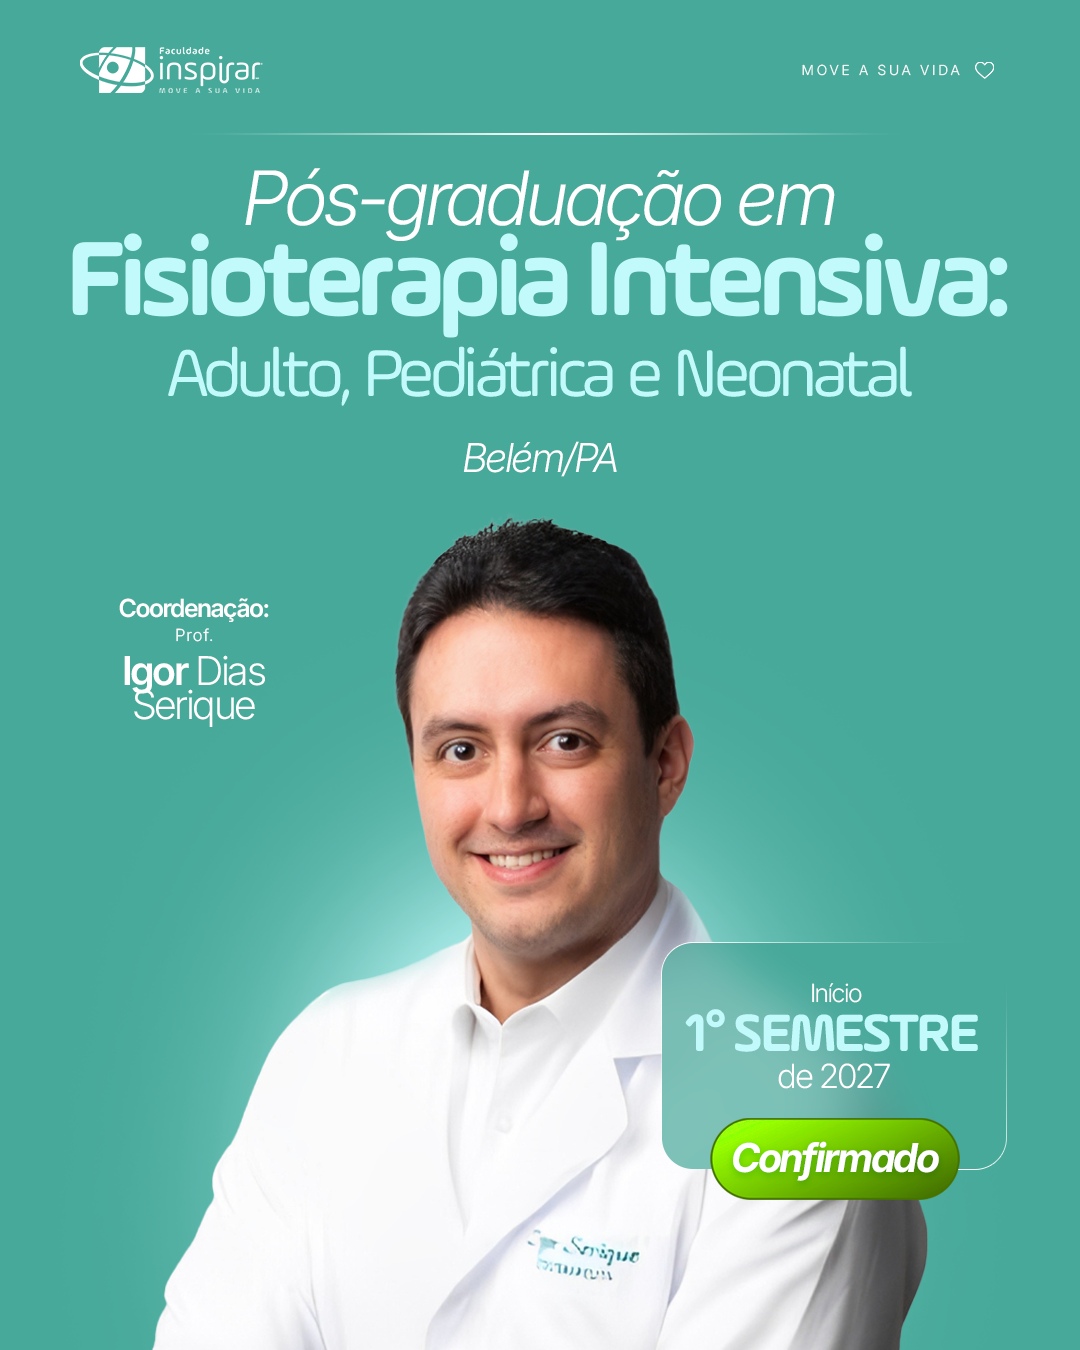 Faculdade
inspirar
MOVE A SUA VIDA
MOVE A SUA VIDA
Pós-graduação em
Fisioterapia Intensiva:
Adulto, Pediátrica e Neonatal
Belém/PA
Coordenação:
Prof.
Igor Dias
Serique
Início
1° SEMESTRE
de 2027
Confirmado
Serique